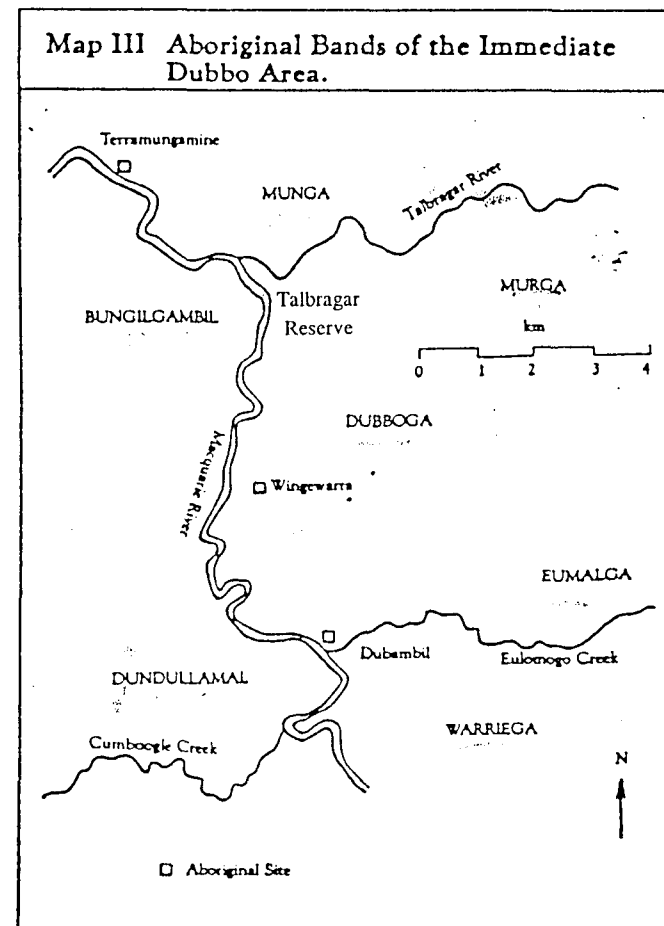 Map III Aboriginal Bands of the Immediate
Dubbo Area.
Terramungamine
MUNGA
Talbragar River
MURGA
Talbragar
Reserve
BUNGILGAMBIL
km
0 1 2 3 4
DUBBOGA
Macquarie River
Wingewarra
EUMALGA
Dubambil
Eulomogo Creek
DUNDULLAMAL
WARRIEGA
Cumboogle Creek
N
Aboriginal Site